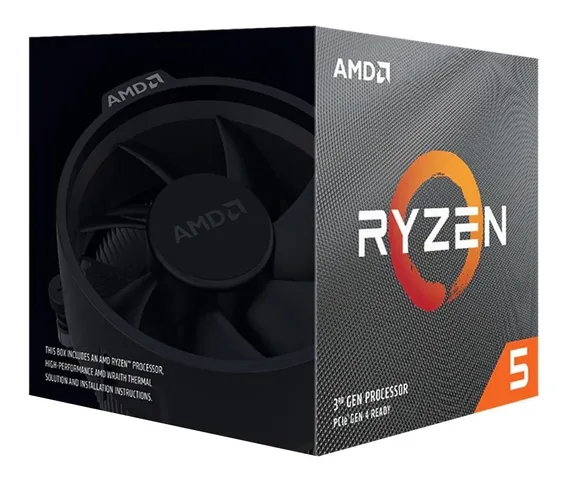 AMD
AMD
THIS BOX INCLUDES AN AMD RYZEN™ PROCESSOR,
HIGH-PERFORMANCE AMD WRAITH THERMAL
SOLUTION AND INSTALLATION INSTRUCTIONS.
AMD
RYZEN
5
3RD GEN PROCESSOR
PCIe® GEN 4 READY